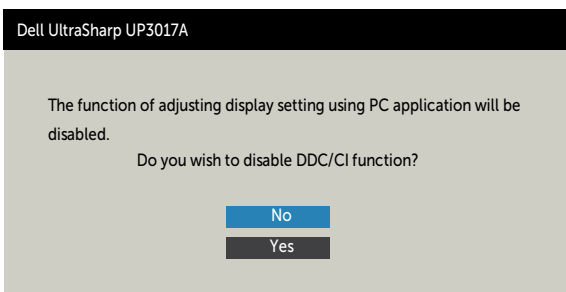 Dell UltraSharp UP3017A
The function of adjusting display setting using PC application will be
disabled.
Do you wish to disable DDC/CI function?
No
Yes